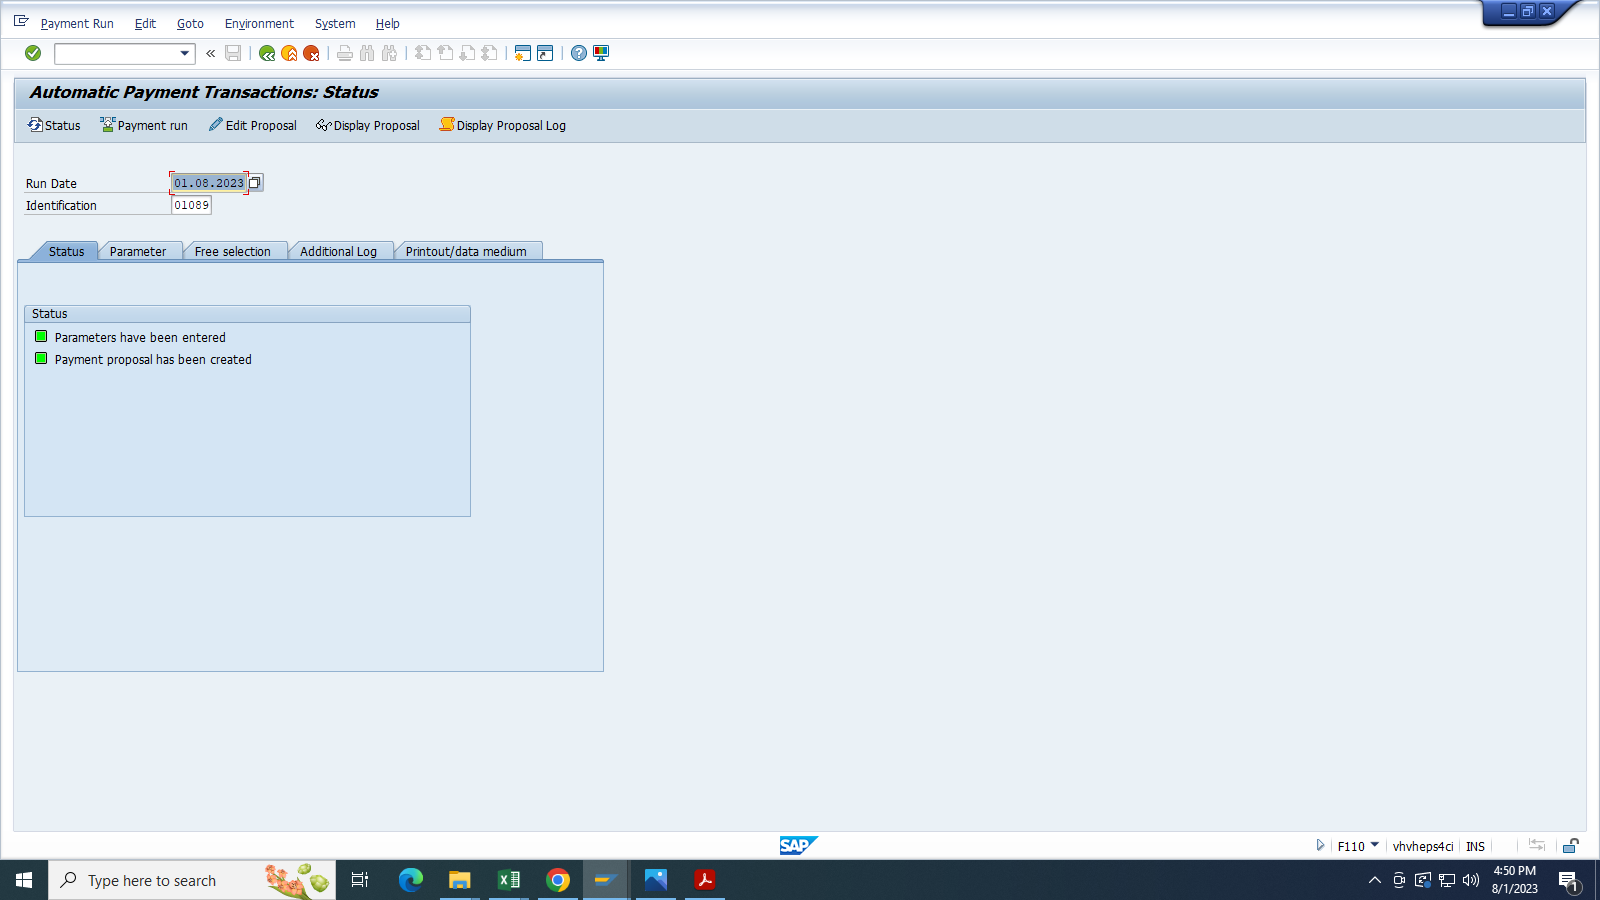 Payment Run Edit Goto Environment System Help
Automatic Payment Transactions: Status
Status Payment run Edit Proposal Display Proposal Display Proposal Log
Run Date 01.08.2023
Identification 01089
Status Parameter Free selection Additional Log Printout/data medium
Status
Parameters have been entered
Payment proposal has been created
SAP
F110 vhvheps4ci INS
Type here to search
4:50 PM
8/1/2023
1